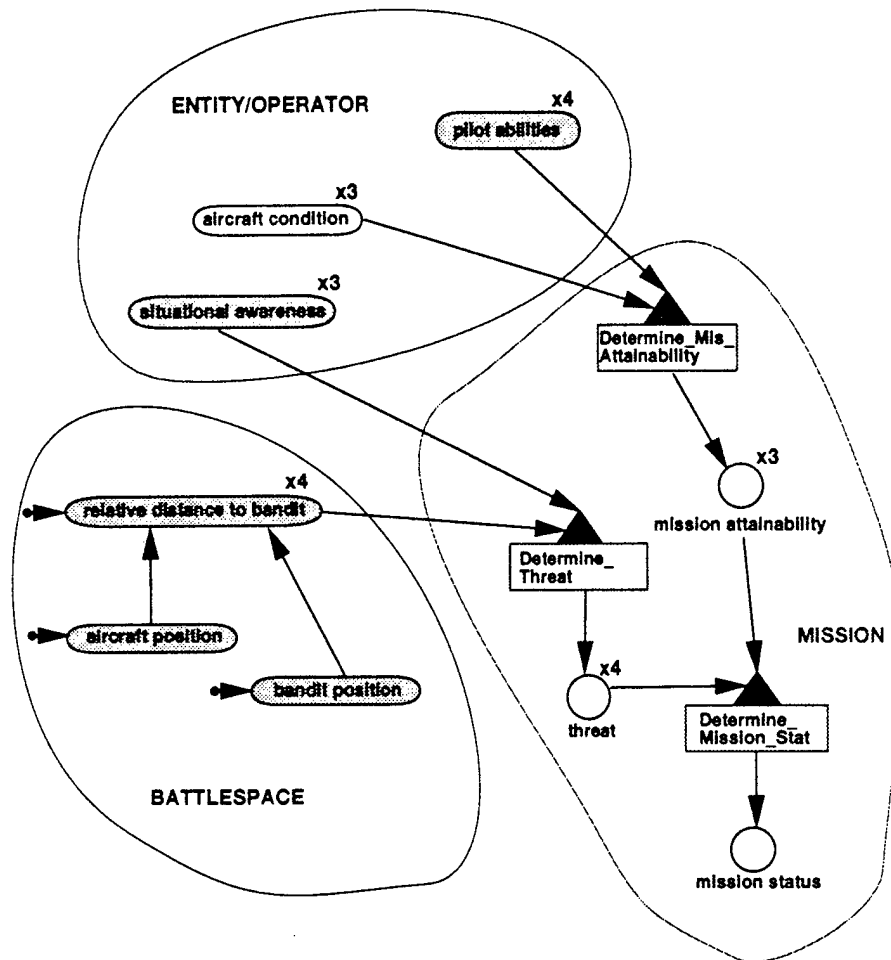 ENTITY/OPERATOR
x4
pilot abilities
x3
aircraft condition
x3
situational awareness
Determine_Mis_
Attainability
x4
relative distance to bandit
x3
mission attainability
Determine_
Threat
aircraft position
MISSION
bandit position
x4
threat
Determine_
Mission_Stat
BATTLESPACE
mission status